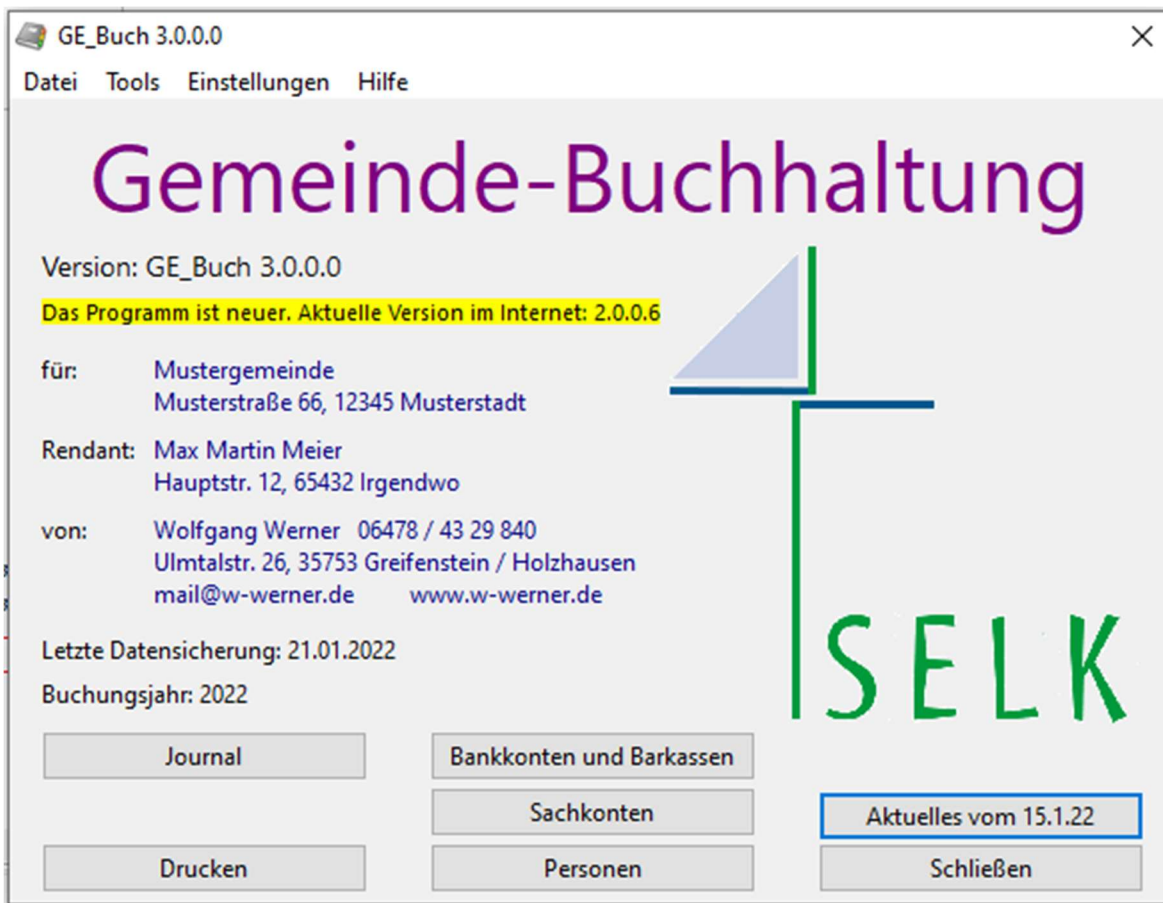 GE_Buch 3.0.0.0
Datei Tools Einstellungen Hilfe
Gemeinde-Buchhaltung
Version: GE_Buch 3.0.0.0
Das Programm ist neuer. Aktuelle Version im Internet: 2.0.0.6
für: Mustergemeinde
Musterstraße 66, 12345 Musterstadt
Rendant: Max Martin Meier
Hauptstr. 12, 65432 Irgendwo
von: Wolfgang Werner 06478 / 43 29 840
Ulmtalstr. 26, 35753 Greifenstein / Holzhausen
mail@w-werner.de www.w-werner.de
SELK
Letzte Datensicherung: 21.01.2022
Buchungsjahr: 2022
Journal Bankkonten und Barkassen
Sachkonten Aktuelles vom 15.1.22
Drucken Personen Schließen